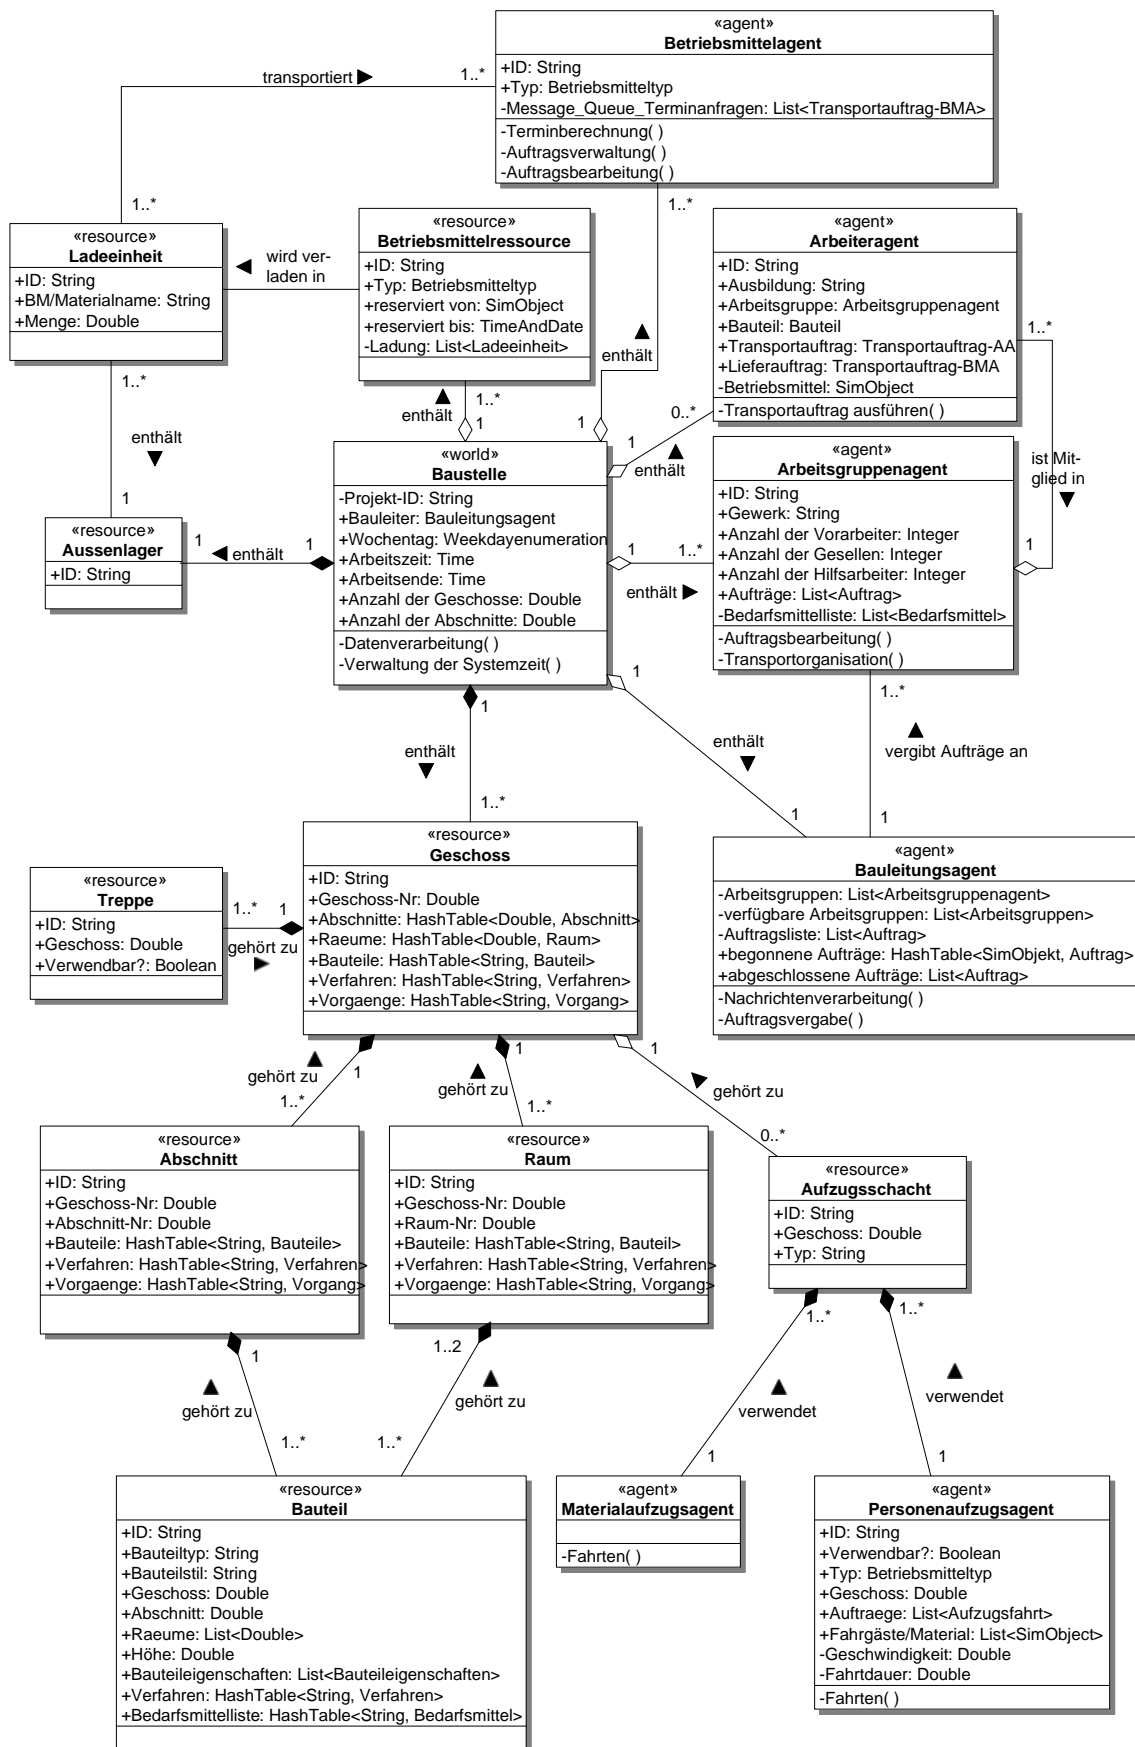 «agent»
Betriebsmittelagent
+ID: String
+Typ: Betriebsmitteltyp
-Message_Queue_Terminanfragen: List<Transportauftrag-BMA>
-Terminberechnung( )
-Auftragsverwaltung( )
-Auftragsbearbeitung( )
transportiert
1..*
1..*
1..*
«resource»
Ladeeinheit
+ID: String
+BM/Materialname: String
+Menge: Double
wird ver-
laden in
«resource»
Betriebsmittelressource
+ID: String
+Typ: Betriebsmitteltyp
+reserviert von: SimObject
+reserviert bis: TimeAndDate
-Ladung: List<Ladeeinheit>
enthält
«agent»
Arbeiteragent
+ID: String
+Ausbildung: String
+Arbeitsgruppe: Arbeitsgruppenagent
+Bauteil: Bauteil
+Transportauftrag: Transportauftrag-AA
+Lieferauftrag: Transportauftrag-BMA
-Betriebsmittel: SimObject
-Transportauftrag ausführen( )
1..*
1..*
enthält
1
1..*
enthält
1
1
0..*
1
enthält
ist Mit-
glied in
1
1
«resource»
Aussenlager
+ID: String
1
enthält
1
«world»
Baustelle
-Projekt-ID: String
+Bauleiter: Bauleitungsagent
+Wochentag: Weekdayenumeration
+Arbeitszeit: Time
+Arbeitsende: Time
+Anzahl der Geschosse: Double
+Anzahl der Abschnitte: Double
-Datenverarbeitung( )
-Verwaltung der Systemzeit( )
1
1..*
enthält
«agent»
Arbeitsgruppenagent
+ID: String
+Gewerk: String
+Anzahl der Vorarbeiter: Integer
+Anzahl der Gesellen: Integer
+Anzahl der Hilfsarbeiter: Integer
+Aufträge: List<Auftrag>
-Bedarfsmittelliste: List<Bedarfsmittel>
-Auftragsbearbeitung( )
-Transportorganisation( )
1
1
1..*
enthält
enthält
vergibt Aufträge an
1..*
1
1
«resource»
Treppe
+ID: String
+Geschoss: Double
+Verwendbar?: Boolean
1..*
1
gehört zu
«resource»
Geschoss
+ID: String
+Geschoss-Nr: Double
+Abschnitte: HashTable<Double, Abschnitt>
+Raeume: HashTable<Double, Raum>
+Bauteile: HashTable<String, Bauteil>
+Verfahren: HashTable<String, Verfahren>
+Vorgaenge: HashTable<String, Vorgang>
«agent»
Bauleitungsagent
-Arbeitsgruppen: List<Arbeitsgruppenagent>
-verfügbare Arbeitsgruppen: List<Arbeitsgruppen>
-Auftragsliste: List<Auftrag>
+begonnene Aufträge: HashTable<SimObjekt, Auftrag>
+abgeschlossene Aufträge: List<Auftrag>
-Nachrichtenverarbeitung( )
-Auftragsvergabe( )
gehört zu
1
1..*
gehört zu
1
1..*
1
gehört zu
0..*
«resource»
Abschnitt
+ID: String
+Geschoss-Nr: Double
+Abschnitt-Nr: Double
+Bauteile: HashTable<String, Bauteile>
+Verfahren: HashTable<String, Verfahren>
+Vorgaenge: HashTable<String, Vorgang>
«resource»
Raum
+ID: String
+Geschoss-Nr: Double
+Raum-Nr: Double
+Bauteile: HashTable<String, Bauteil>
+Verfahren: HashTable<String, Verfahren>
+Vorgaenge: HashTable<String, Vorgang>
«resource»
Aufzugsschacht
+ID: String
+Geschoss: Double
+Typ: String
1
gehört zu
1..*
1..2
gehört zu
1..*
1..*
verwendet
1
1..*
verwendet
1
«resource»
Bauteil
+ID: String
+Bauteiltyp: String
+Bauteilstil: String
+Geschoss: Double
+Abschnitt: Double
+Raeume: List<Double>
+Höhe: Double
+Bauteileigenschaften: List<Bauteileigenschaften>
+Verfahren: HashTable<String, Verfahren>
+Bedarfsmittelliste: HashTable<String, Bedarfsmittel>
«agent»
Materialaufzugsagent
-Fahrten( )
«agent»
Personenaufzugsagent
+ID: String
+Verwendbar?: Boolean
+Typ: Betriebsmitteltyp
+Geschoss: Double
+Auftraege: List<Aufzugsfahrt>
+Fahrgäste/Material: List<SimObject>
-Geschwindigkeit: Double
-Fahrtdauer: Double
-Fahrten( )